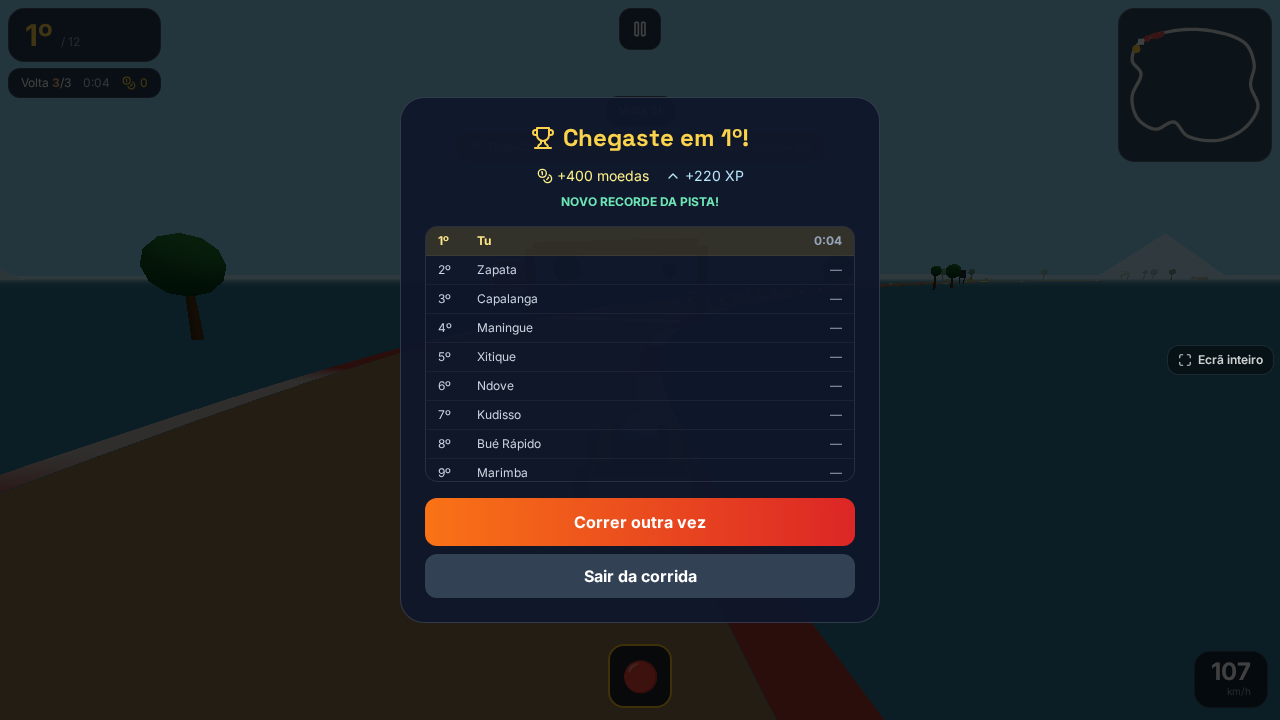 1º / 12
Volta 3/3 0:04 0
Chegaste em 1º!
+400 moedas +220 XP
NOVO RECORDE DA PISTA!
1º Tu 0:04
2º Zapata —
3º Capalanga —
4º Maningue —
5º Xitique —
6º Ndove —
7º Kudisso —
8º Bué Rápido —
9º Marimba —
Ecrã inteiro
Correr outra vez
Sair da corrida
107
km/h